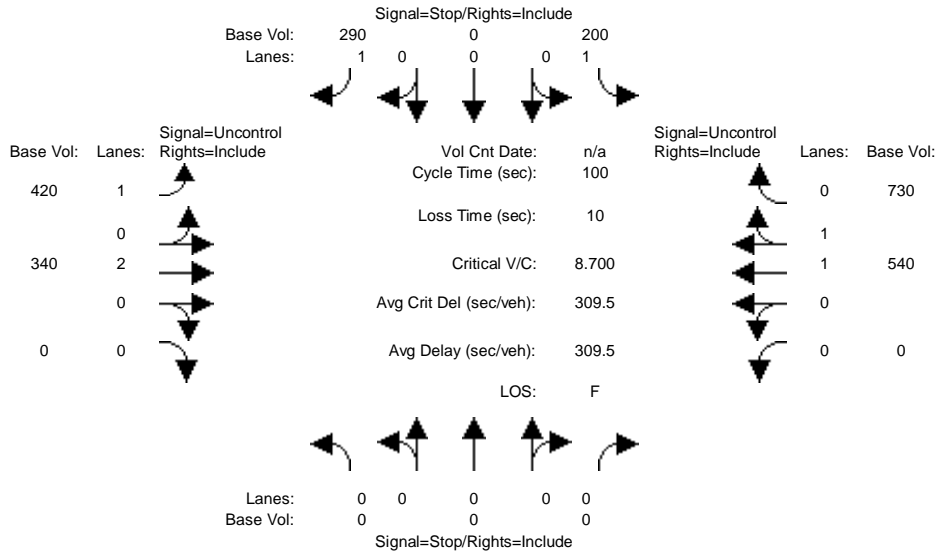 Signal=Stop/Rights=Include
Base Vol: 290 0 200
Lanes: 1 0 0 0 1
Signal=Uncontrol
Base Vol: Lanes: Rights=Include
420 1
0
340 2
0
0 0
Vol Cnt Date: n/a
Cycle Time (sec): 100
Loss Time (sec): 10
Critical V/C: 8.700
Avg Crit Del (sec/veh): 309.5
Avg Delay (sec/veh): 309.5
LOS: F
Signal=Uncontrol
Rights=Include Lanes: Base Vol:
0 730
1
1 540
0
0 0
Lanes: 0 0 0 0 0
Base Vol: 0 0 0
Signal=Stop/Rights=Include